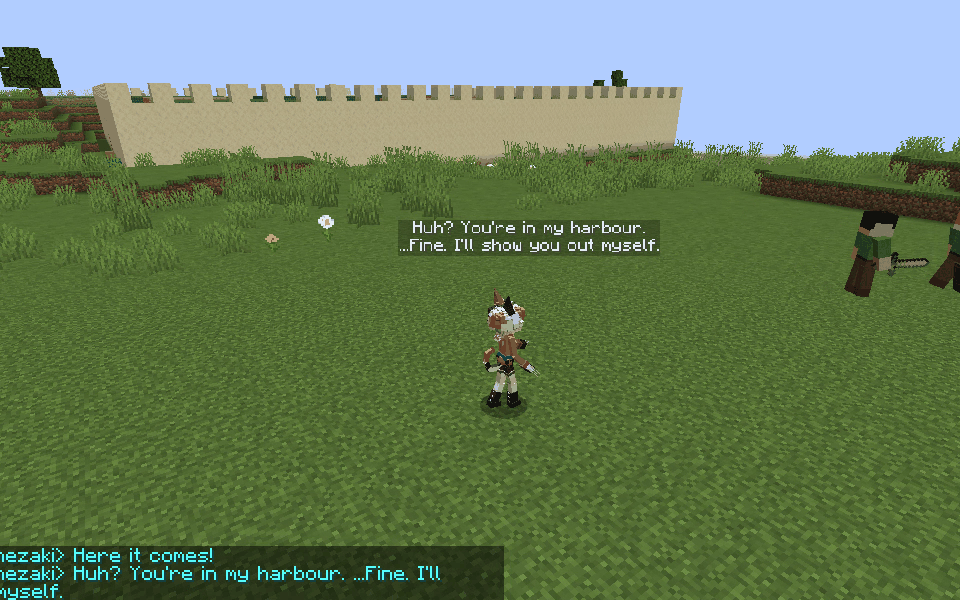 Huh? You're in my harbour.
...Fine. I'll show you out myself.
nezaki> Here it comes!
nezaki> Huh? You're in my harbour. ...Fine. I'll
myself.